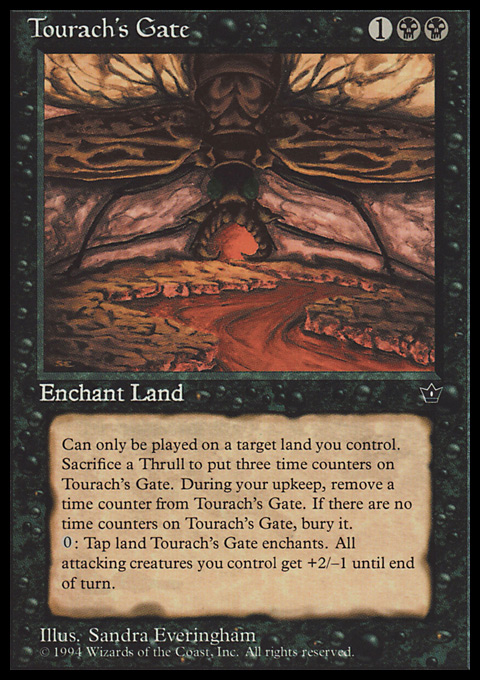 Tourach's Gate 1
Enchant Land
Can only be played on a target land you control.
Sacrifice a Thrull to put three time counters on
Tourach's Gate. During your upkeep, remove a
time counter from Tourach's Gate. If there are no
time counters on Tourach's Gate, bury it.
0: Tap land Tourach's Gate enchants. All
attacking creatures you control get +2/–1 until end
of turn.
Illus. Sandra Everingham
© 1994 Wizards of the Coast, Inc. All rights reserved.